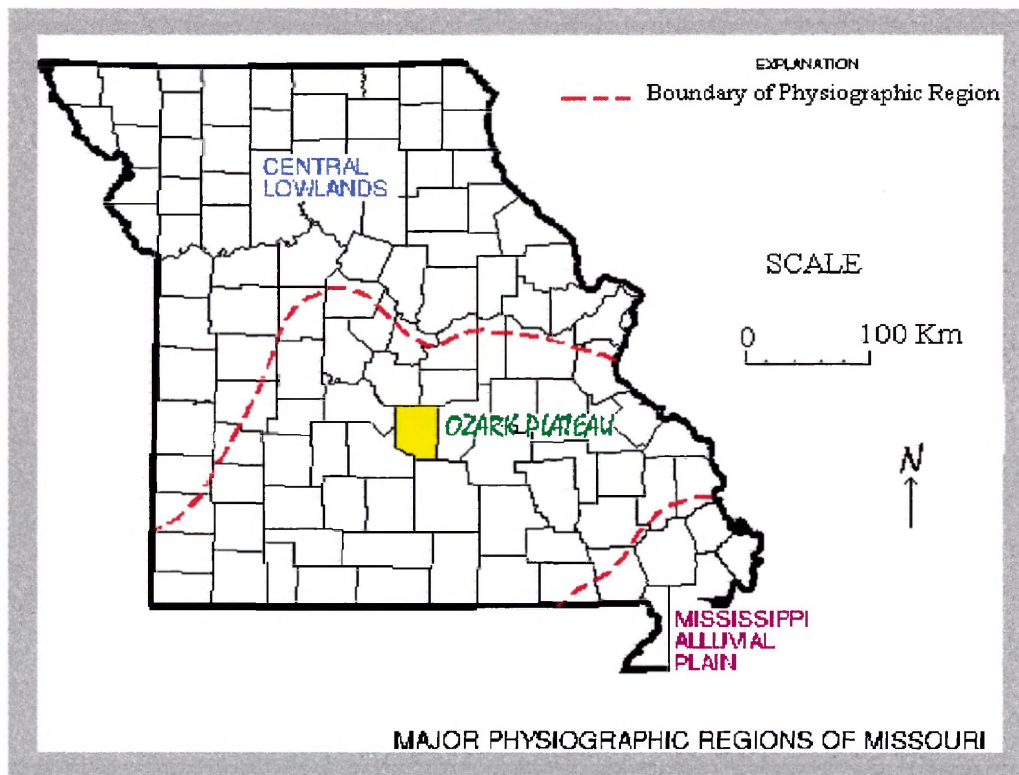 EXPLANATION
Boundary of Physiographic Region
CENTRAL
LOWLANDS
SCALE
0 100 Km
OZARK PLATEAU
N
MISSISSIPPI
ALLUVIAL
PLAIN
MAJOR PHYSIOGRAPHIC REGIONS OF MISSOURI